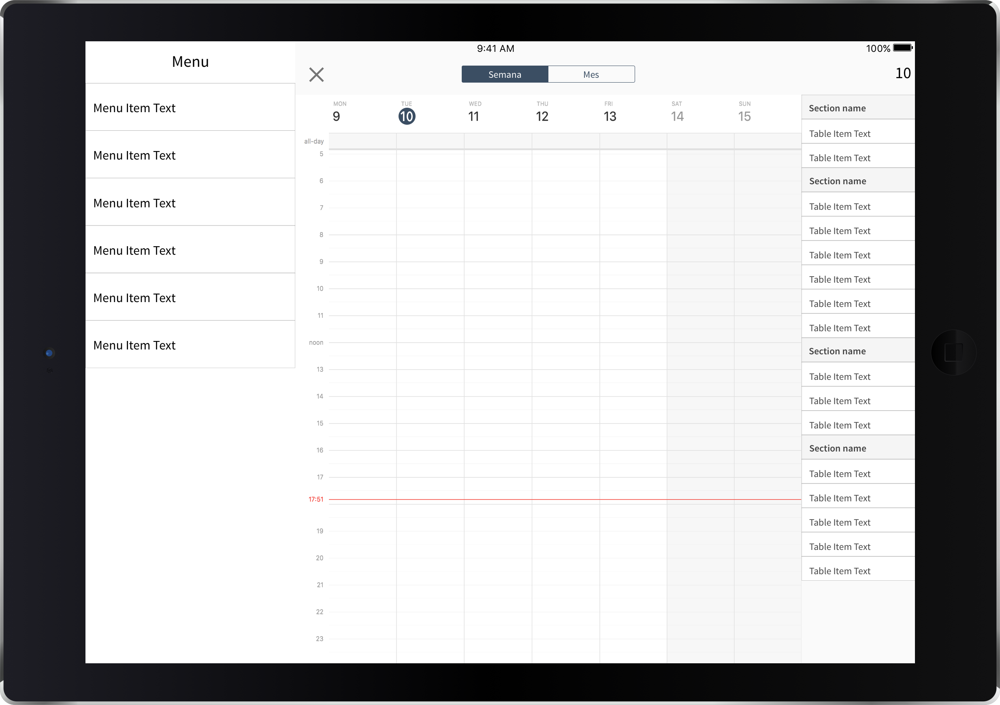 Menu
Menu Item Text
Menu Item Text
Menu Item Text
Menu Item Text
Menu Item Text
Menu Item Text
9:41 AM
100%
Semana
Mes
10
MON
TUE
WED
THU
FRI
SAT
SUN
9
10
11
12
13
14
15
all-day
5
6
7
8
9
10
11
noon
13
14
15
16
17
17:51
19
20
21
22
23
Section name
Table Item Text
Table Item Text
Section name
Table Item Text
Table Item Text
Table Item Text
Table Item Text
Table Item Text
Table Item Text
Section name
Table Item Text
Table Item Text
Table Item Text
Section name
Table Item Text
Table Item Text
Table Item Text
Table Item Text
Table Item Text